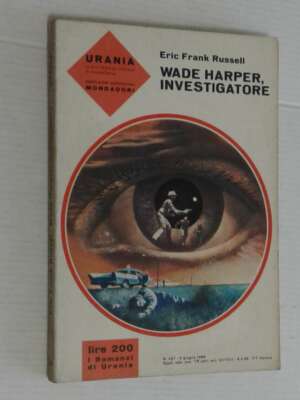 Eric Frank Russell
WADE HARPER,
INVESTIGATORE
URANIA
MONDADORI
lire 200
i Romanzi
di Urania